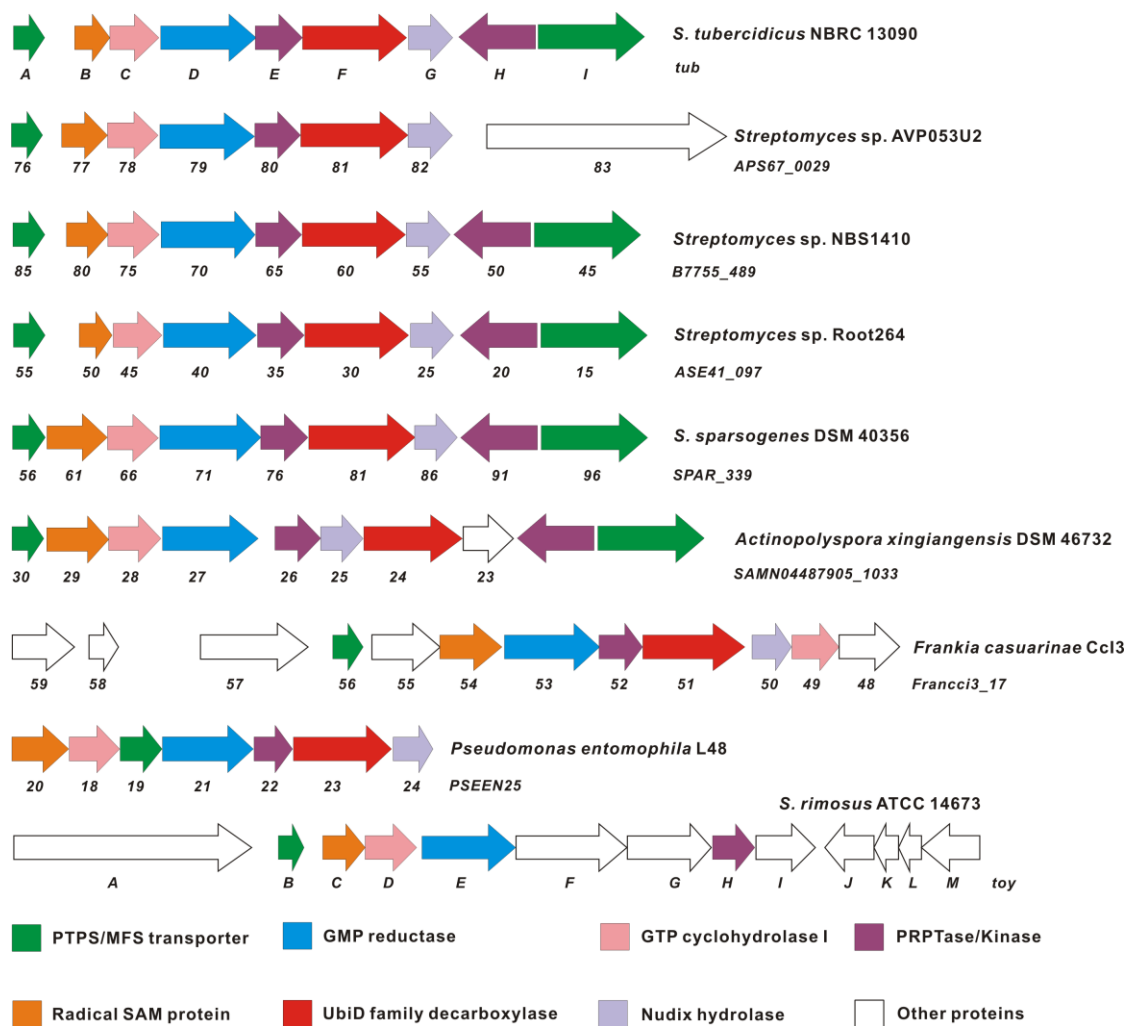 S. tubercidicus NBRC 13090
A B C D E F G H I tub
Streptomyces sp. AVP053U2
76 77 78 79 80 81 82 83 APS67_0029
Streptomyces sp. NBS1410
85 80 75 70 65 60 55 50 45 B7755_489
Streptomyces sp. Root264
55 50 45 40 35 30 25 20 15 ASE41_097
S. sparsogenes DSM 40356
56 61 66 71 76 81 86 91 96 SPAR_339
Actinopolyspora xingiangensis DSM 46732
30 29 28 27 26 25 24 23 SAMN04487905_1033
Frankia casuarinae CcI3
59 58 57 56 55 54 53 52 51 50 49 48 Francci3_17
Pseudomonas entomophila L48
20 18 19 21 22 23 24 PSEEN25
S. rimosus ATCC 14673
A B C D E F G H I J K L M toy
PTPS/MFS transporter GMP reductase GTP cyclohydrolase I PRPTase/Kinase
Radical SAM protein UbiD family decarboxylase Nudix hydrolase Other proteins